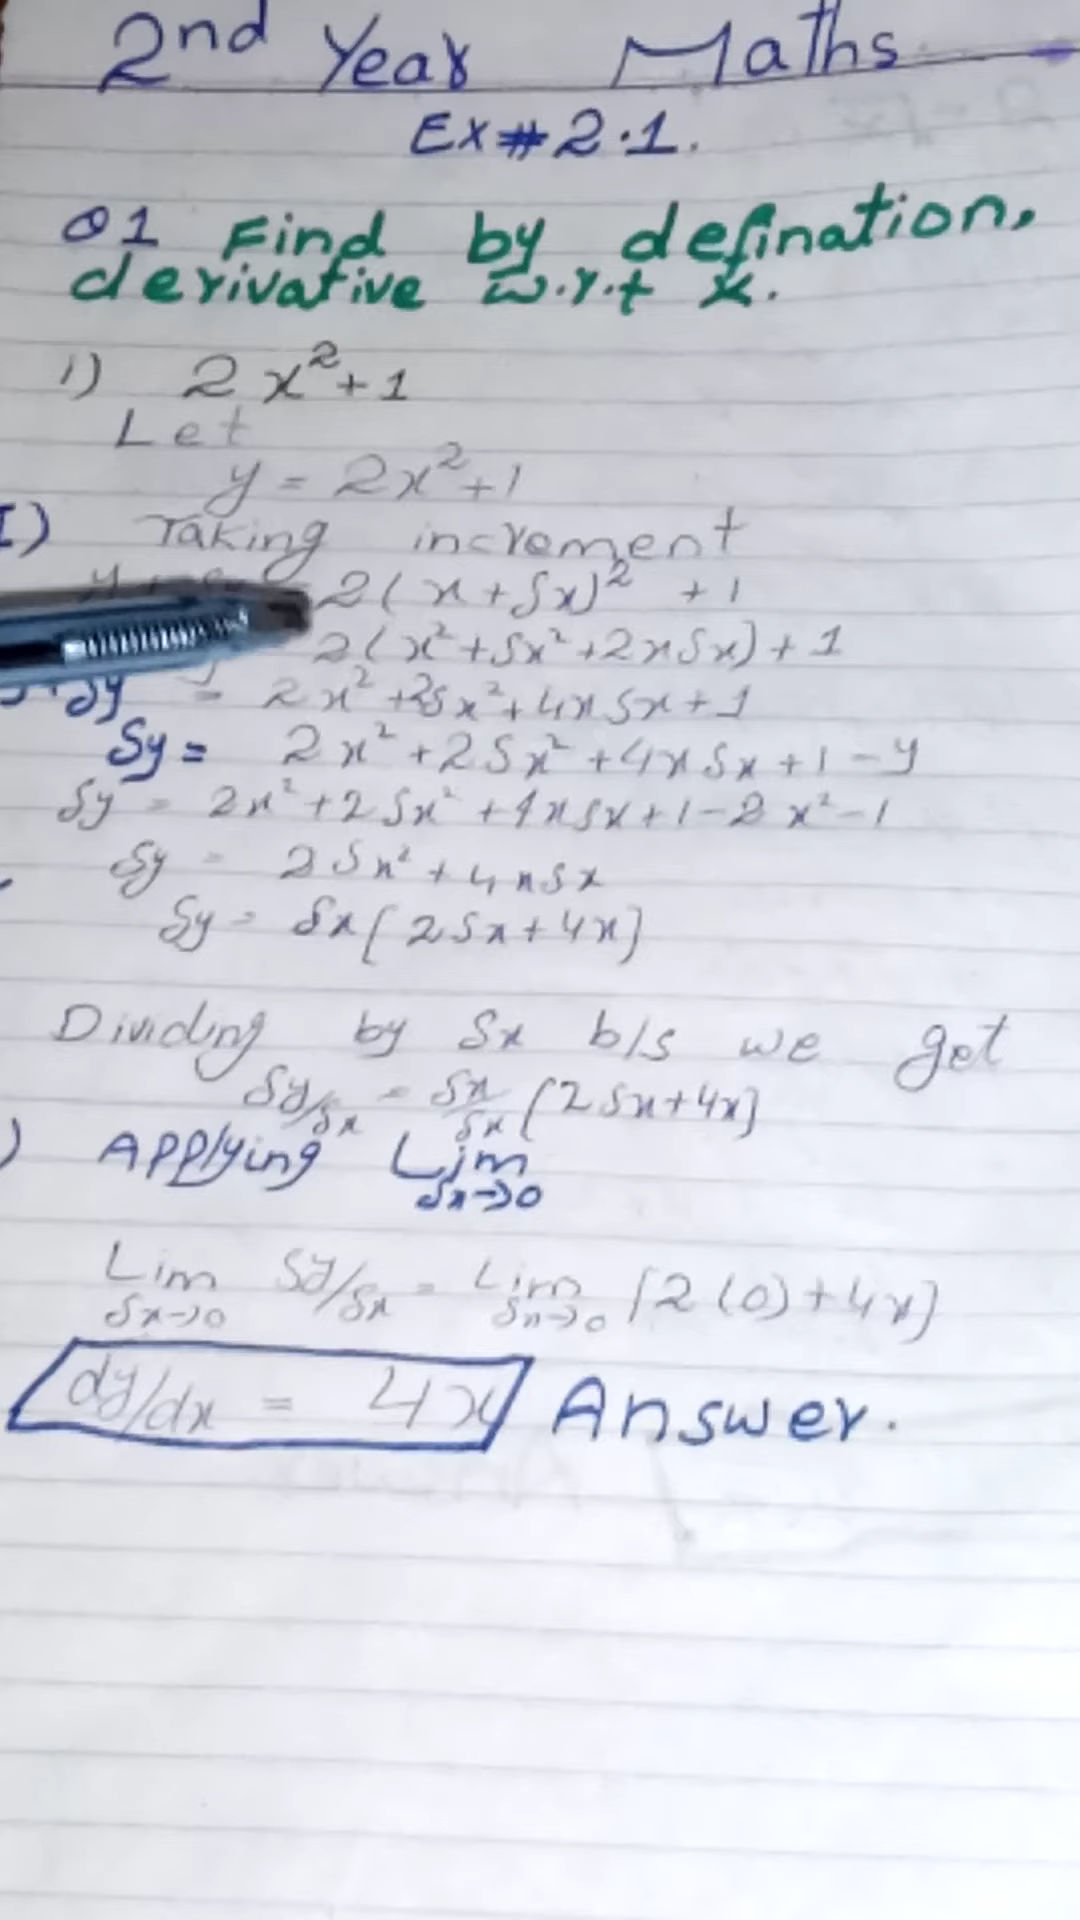 2nd Year Maths
Ex # 2.1.
Q1 Find by defination,
derivative w.r.t x.
i) 2x²+1
Let
y = 2x²+1
I) Taking increment
2(x+δx)² + 1
2(x²+δx²+2xδx)+1
δy = 2x²+2δx²+4xδx+1
δy = 2x²+2δx²+4xδx+1-y
δy = 2x²+2δx²+4xδx+1-2x²-1
δy = 2δx²+4xδx
δy = δx[2δx+4x]
Dividing by δx b/s we get
δy/δx = δx/δx [2δx+4x]
) Applying Lim δx→0
Lim δx→0 δy/δx = Lim δx→0 [2(0)+4x]
dy/dx = 4x Answer.